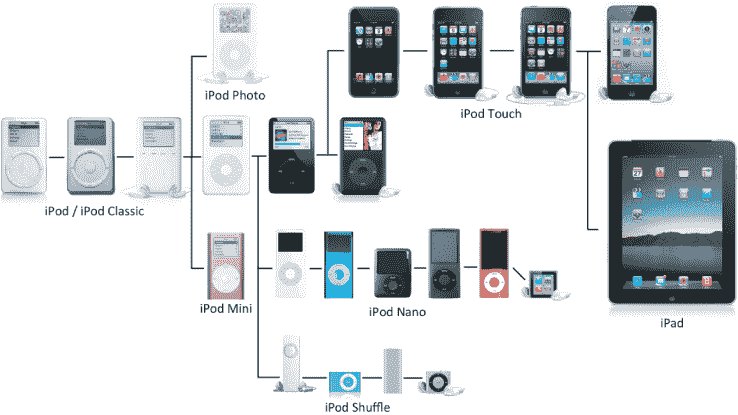 iPod Photo
iPod Touch
iPod / iPod Classic
iPod Mini
iPod Nano
iPad
iPod Shuffle